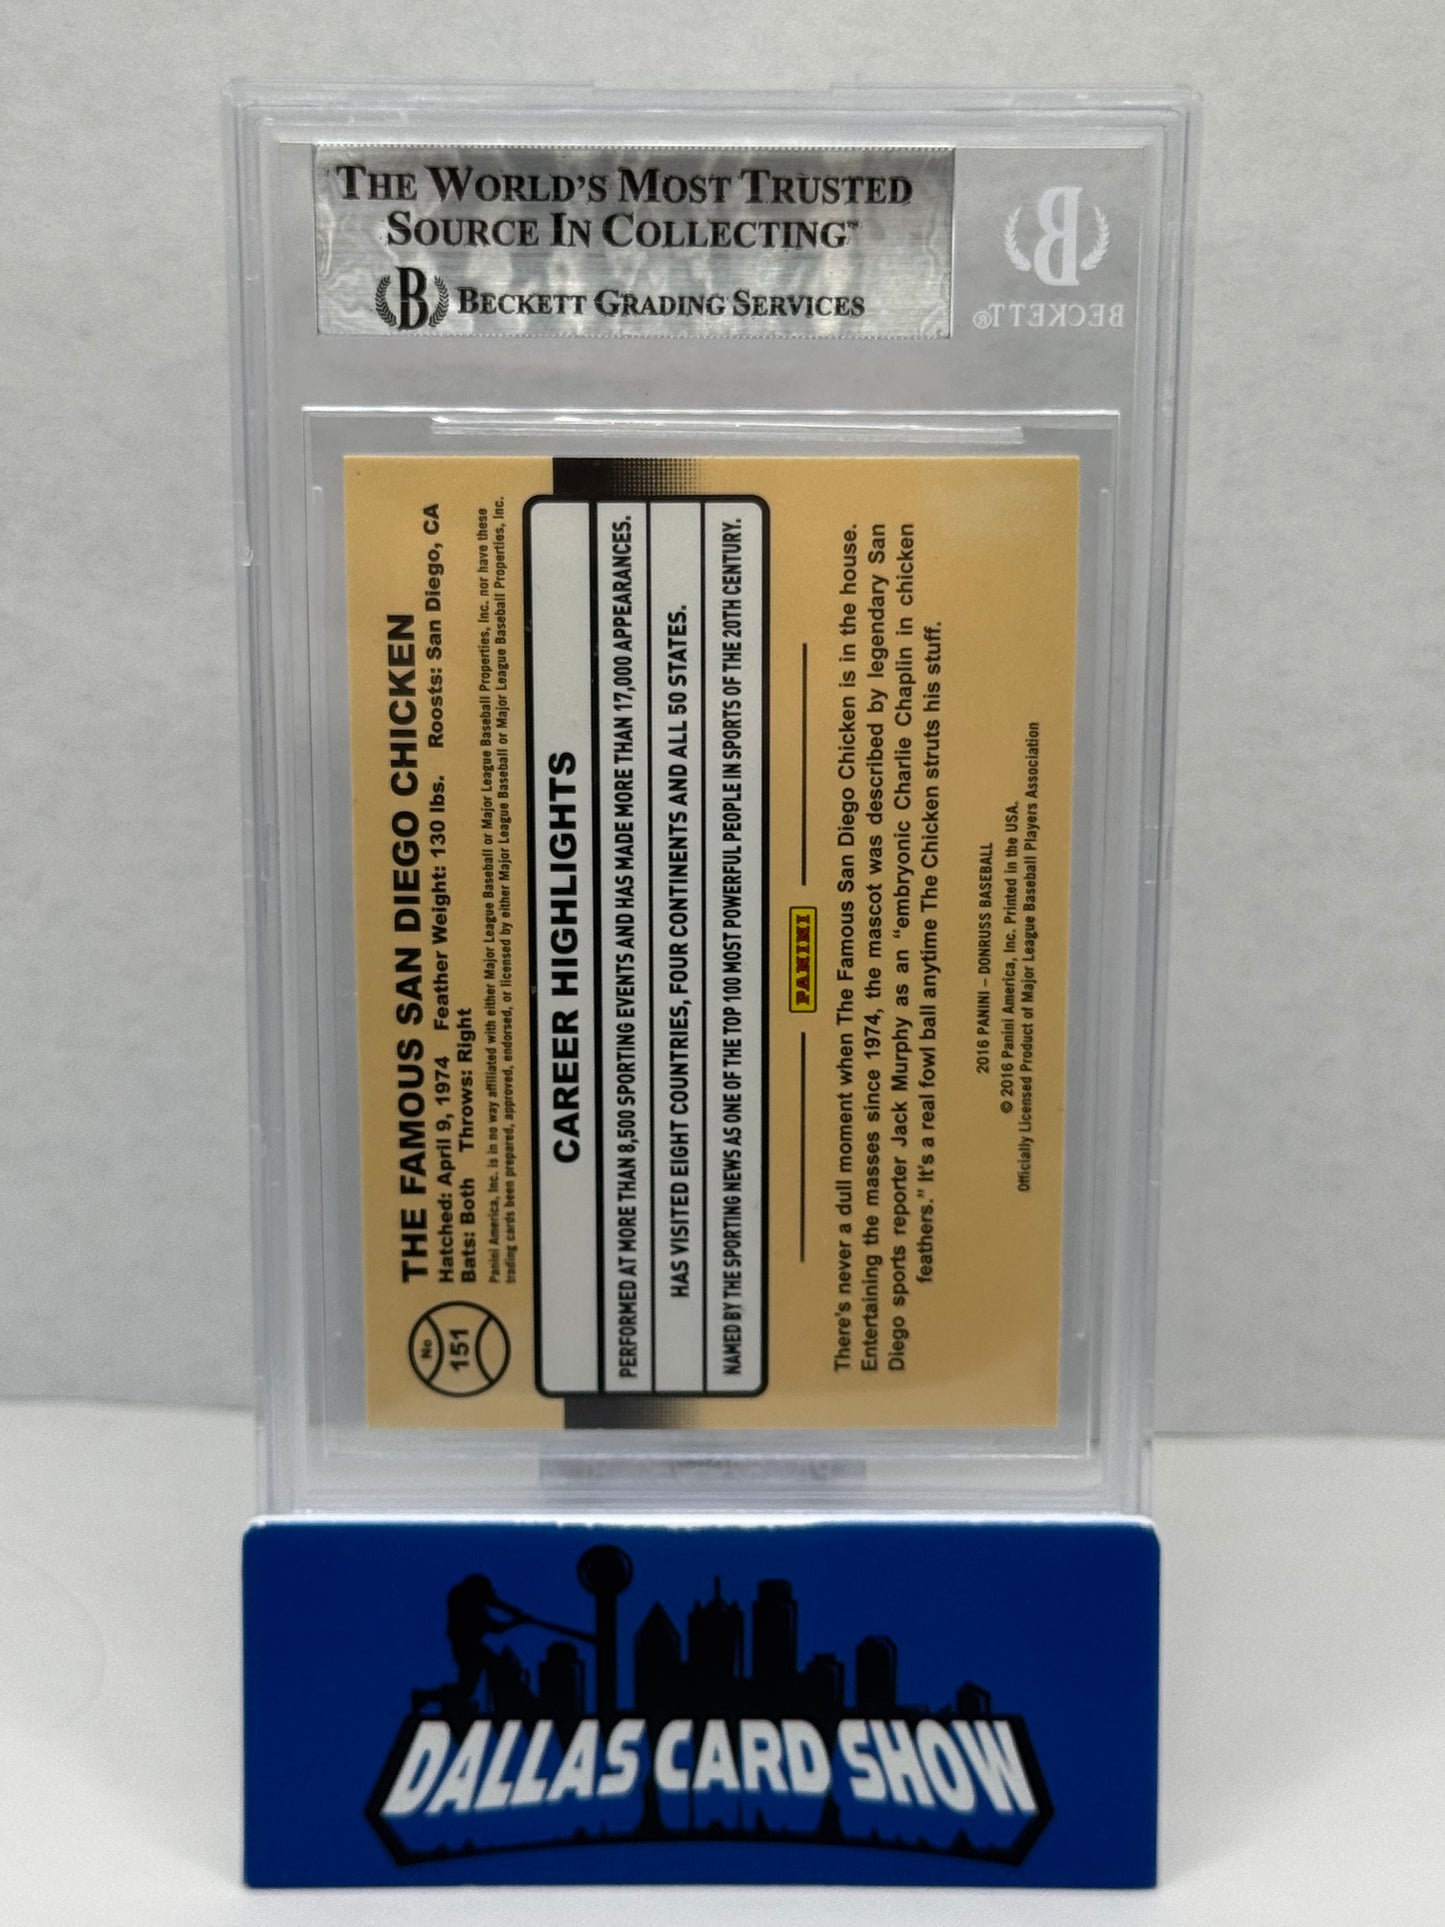 THE WORLD'S MOST TRUSTED
SOURCE IN COLLECTING™
B BECKETT GRADING SERVICES
B
BECKETT®
No
151
THE FAMOUS SAN DIEGO CHICKEN
Hatched: April 9, 1974 Feather Weight: 130 lbs. Roosts: San Diego, CA
Bats: Both Throws: Right
Panini America, Inc. is in no way affiliated with either Major League Baseball or Major League Baseball Properties, Inc. nor have these
trading cards been prepared, approved, endorsed, or licensed by either Major League Baseball or Major League Baseball Properties, Inc.
CAREER HIGHLIGHTS
PERFORMED AT MORE THAN 8,500 SPORTING EVENTS AND HAS MADE MORE THAN 17,000 APPEARANCES.
HAS VISITED EIGHT COUNTRIES, FOUR CONTINENTS AND ALL 50 STATES.
NAMED BY THE SPORTING NEWS AS ONE OF THE TOP 100 MOST POWERFUL PEOPLE IN SPORTS OF THE 20TH CENTURY.
PANINI
There's never a dull moment when The Famous San Diego Chicken is in the house.
Entertaining the masses since 1974, the mascot was described by legendary San
Diego sports reporter Jack Murphy as an "embryonic Charlie Chaplin in chicken
feathers." It's a real fowl ball anytime The Chicken struts his stuff.
2016 PANINI – DONRUSS BASEBALL
© 2016 Panini America, Inc. Printed in the USA.
Officially Licensed Product of Major League Baseball Players Association
DALLAS CARD SHOW